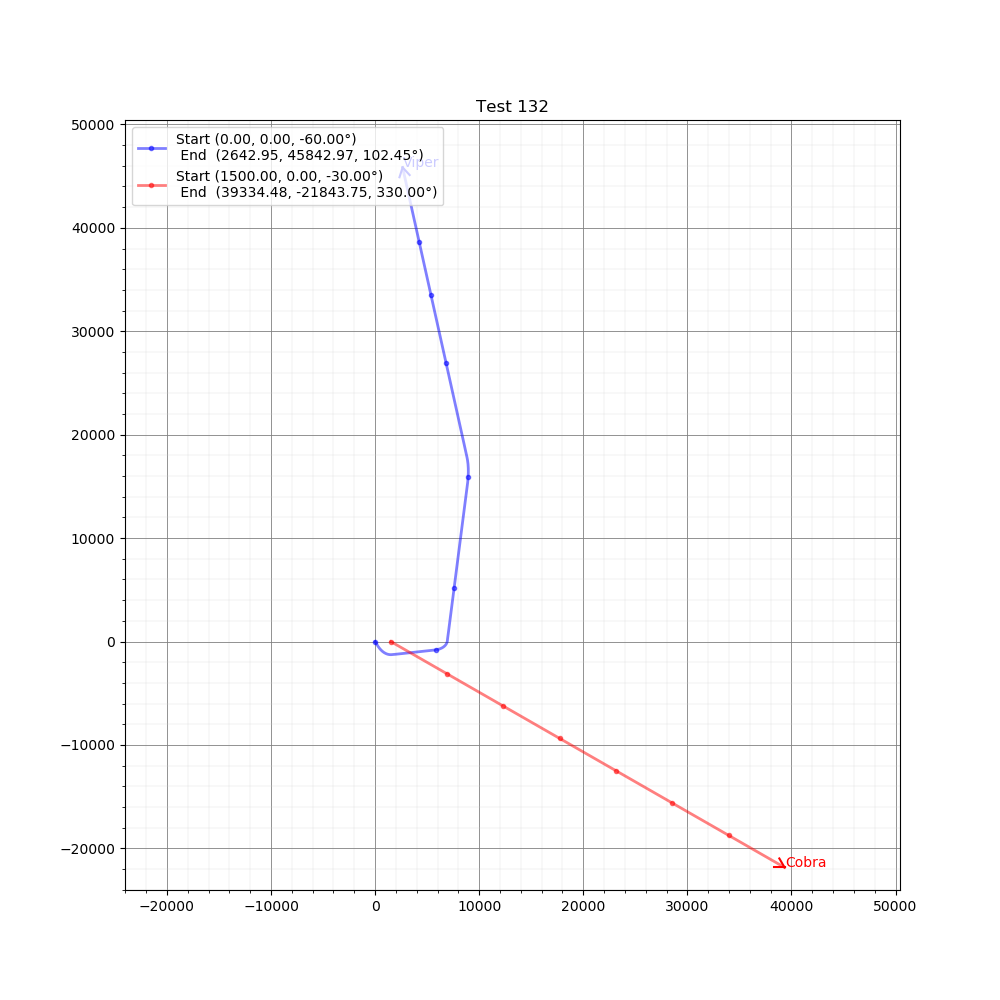 Test 132
50000
40000
30000
20000
10000
0
−10000
−20000
Start (0.00, 0.00, -60.00°)
End (2642.95, 45842.97, 102.45°)
Start (1500.00, 0.00, -30.00°)
End (39334.48, -21843.75, 330.00°)
Viper
Cobra
−20000 −10000 0 10000 20000 30000 40000 50000